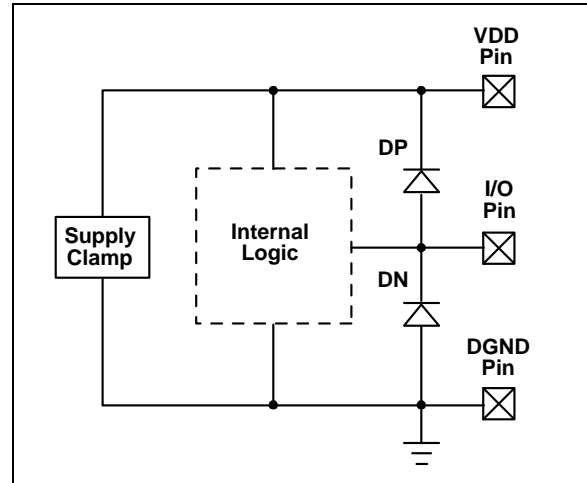 VDD
Pin
DP
I/O
Pin
Supply
Clamp
Internal
Logic
DN
DGND
Pin